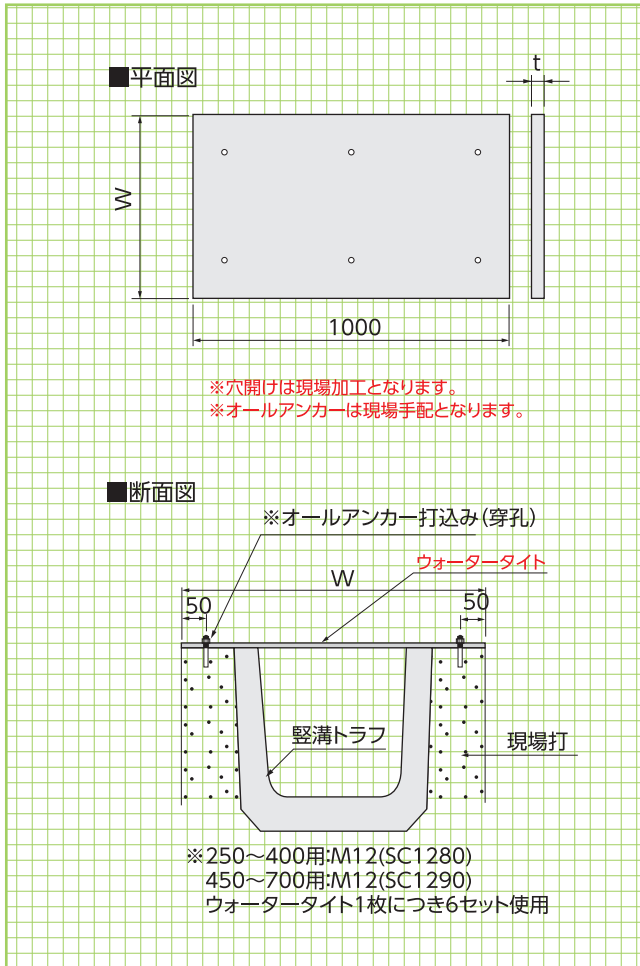 ■平面図
t
W
1000
※穴開けは現場加工となります。
※オールアンカーは現場手配となります。
■断面図
※オールアンカー打込み(穿孔)
ウォータータイト
W
50
50
竪溝トラフ
現場打
※250〜400用:M12(SC1280)
450〜700用:M12(SC1290)
ウォータータイト1枚につき6セット使用